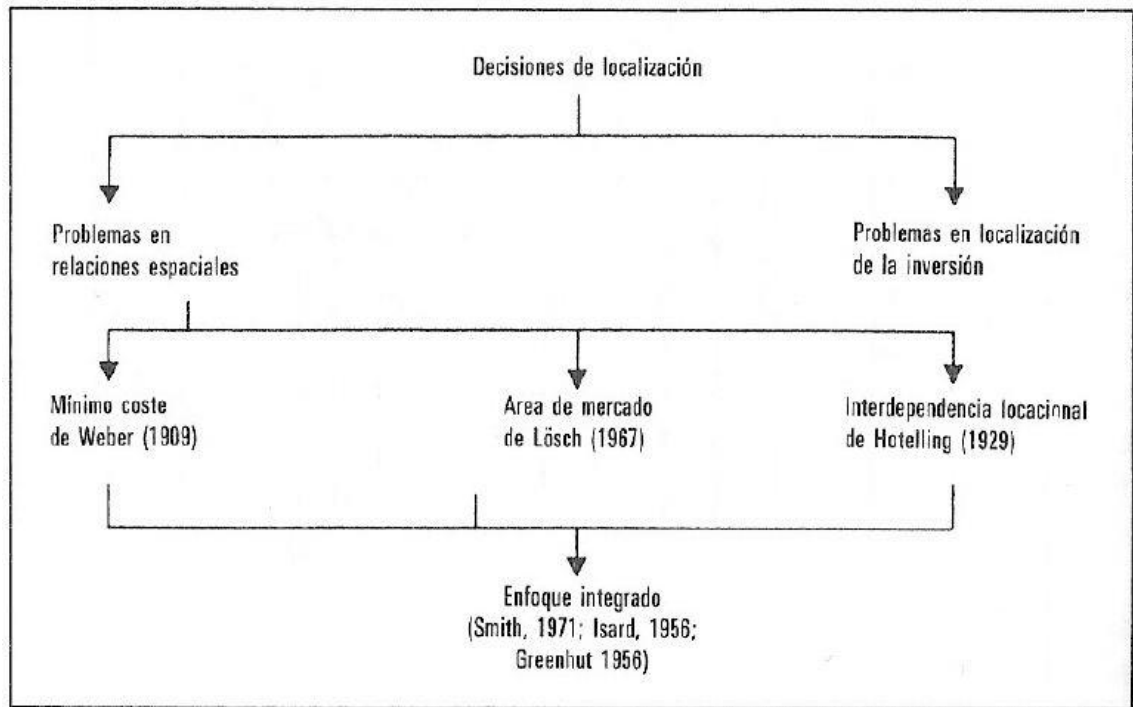 Decisiones de localización
Problemas en
relaciones espaciales
Problemas en localización
de la inversión
Mínimo coste
de Weber (1909)
Area de mercado
de Lösch (1967)
Interdependencia locacional
de Hotelling (1929)
Enfoque integrado
(Smith, 1971; Isard, 1956;
Greenhut 1956)